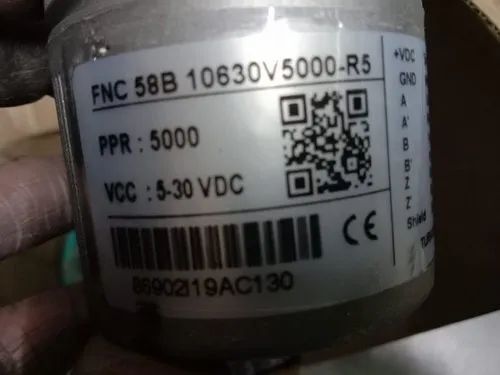 FNC 58B 10630V5000-R5
PPR : 5000
VCC : 5-30 VDC
CE
86902I19AC130
+VDC
GND
A
A'
B
B'
Z
Z'
Shield